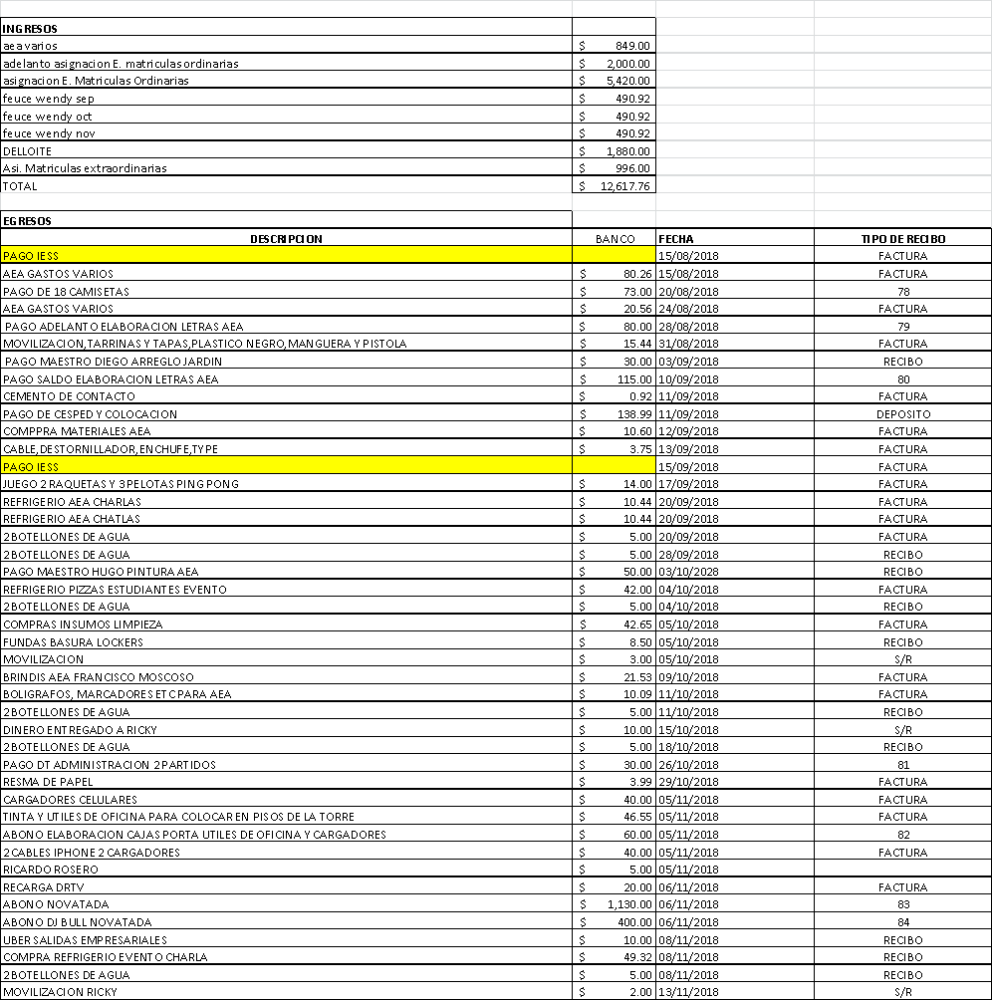 INGRESOS
aea varios $ 849.00
adelanto asignacion E. matriculas ordinarias $ 2,000.00
asignacion E. Matriculas Ordinarias $ 5,420.00
feuce wendy sep $ 490.92
feuce wendy oct $ 490.92
feuce wendy nov $ 490.92
DELLOITE $ 1,880.00
Asi. Matriculas extraordinarias $ 996.00
TOTAL $ 12,617.76
EGRESOS
DESCRIPCION BANCO FECHA TIPO DE RECIBO
PAGO IESS 15/08/2018 FACTURA
AEA GASTOS VARIOS $ 80.26 15/08/2018 FACTURA
PAGO DE 18 CAMISETAS $ 73.00 20/08/2018 78
AEA GASTOS VARIOS $ 20.56 24/08/2018 FACTURA
PAGO ADELANTO ELABORACION LETRAS AEA $ 80.00 28/08/2018 79
MOVILIZACION,TARRINAS Y TAPAS,PLASTICO NEGRO,MANGUERA Y PISTOLA $ 15.44 31/08/2018 FACTURA
PAGO MAESTRO DIEGO ARREGLO JARDIN $ 30.00 03/09/2018 RECIBO
PAGO SALDO ELABORACION LETRAS AEA $ 115.00 10/09/2018 80
CEMENTO DE CONTACTO $ 0.92 11/09/2018 FACTURA
PAGO DE CESPED Y COLOCACION $ 138.99 11/09/2018 DEPOSITO
COMPPRA MATERIALES AEA $ 10.60 12/09/2018 FACTURA
CABLE,DESTORNILLADOR,ENCHUFE,TYPE $ 3.75 13/09/2018 FACTURA
PAGO IESS 15/09/2018 FACTURA
JUEGO 2 RAQUETAS Y 3 PELOTAS PING PONG $ 14.00 17/09/2018 FACTURA
REFRIGERIO AEA CHARLAS $ 10.44 20/09/2018 FACTURA
REFRIGERIO AEA CHATLAS $ 10.44 20/09/2018 FACTURA
2 BOTELLONES DE AGUA $ 5.00 20/09/2018 FACTURA
2 BOTELLONES DE AGUA $ 5.00 28/09/2018 RECIBO
PAGO MAESTRO HUGO PINTURA AEA $ 50.00 03/10/2028 RECIBO
REFRIGERIO PIZZAS ESTUDIANTES EVENTO $ 42.00 04/10/2018 FACTURA
2 BOTELLONES DE AGUA $ 5.00 04/10/2018 RECIBO
COMPRAS INSUMOS LIMPIEZA $ 42.65 05/10/2018 FACTURA
FUNDAS BASURA LOCKERS $ 8.50 05/10/2018 RECIBO
MOVILIZACION $ 3.00 05/10/2018 S/R
BRINDIS AEA FRANCISCO MOSCOSO $ 21.53 09/10/2018 FACTURA
BOLIGRAFOS, MARCADORES ETC PARA AEA $ 10.09 11/10/2018 FACTURA
2 BOTELLONES DE AGUA $ 5.00 11/10/2018 RECIBO
DINERO ENTREGADO A RICKY $ 10.00 15/10/2018 S/R
2 BOTELLONES DE AGUA $ 5.00 18/10/2018 RECIBO
PAGO DT ADMINISTRACION 2 PARTIDOS $ 30.00 26/10/2018 81
RESMA DE PAPEL $ 3.99 29/10/2018 FACTURA
CARGADORES CELULARES $ 40.00 05/11/2018 FACTURA
TINTA Y UTILES DE OFICINA PARA COLOCAR EN PISOS DE LA TORRE $ 46.55 05/11/2018 FACTURA
ABONO ELABORACION CAJAS PORTA UTILES DE OFICINA Y CARGADORES $ 60.00 05/11/2018 82
2 CABLES IPHONE 2 CARGADORES $ 40.00 05/11/2018 FACTURA
RICARDO ROSERO $ 5.00 05/11/2018
RECARGA DRTV $ 20.00 06/11/2018 FACTURA
ABONO NOVATADA $ 1,130.00 06/11/2018 83
ABONO DJ BULL NOVATADA $ 400.00 06/11/2018 84
UBER SALIDAS EMPRESARIALES $ 10.00 08/11/2018 RECIBO
COMPRA REFRIGERIO EVENTO CHARLA $ 49.32 08/11/2018 RECIBO
2 BOTELLONES DE AGUA $ 5.00 08/11/2018 RECIBO
MOVILIZACION RICKY $ 2.00 13/11/2018 S/R